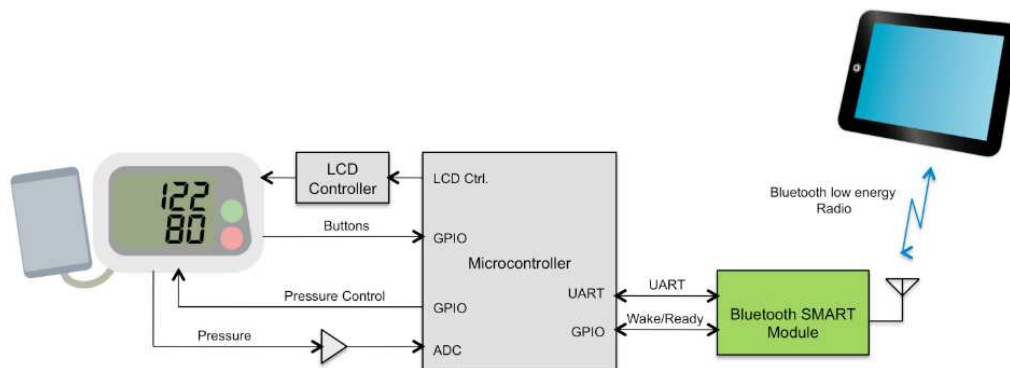 122
80
LCD
Controller
LCD Ctrl.
Buttons
GPIO
Microcontroller
Pressure Control
GPIO
Pressure
ADC
UART
GPIO
UART
Wake/Ready
Bluetooth SMART
Module
Bluetooth low energy
Radio